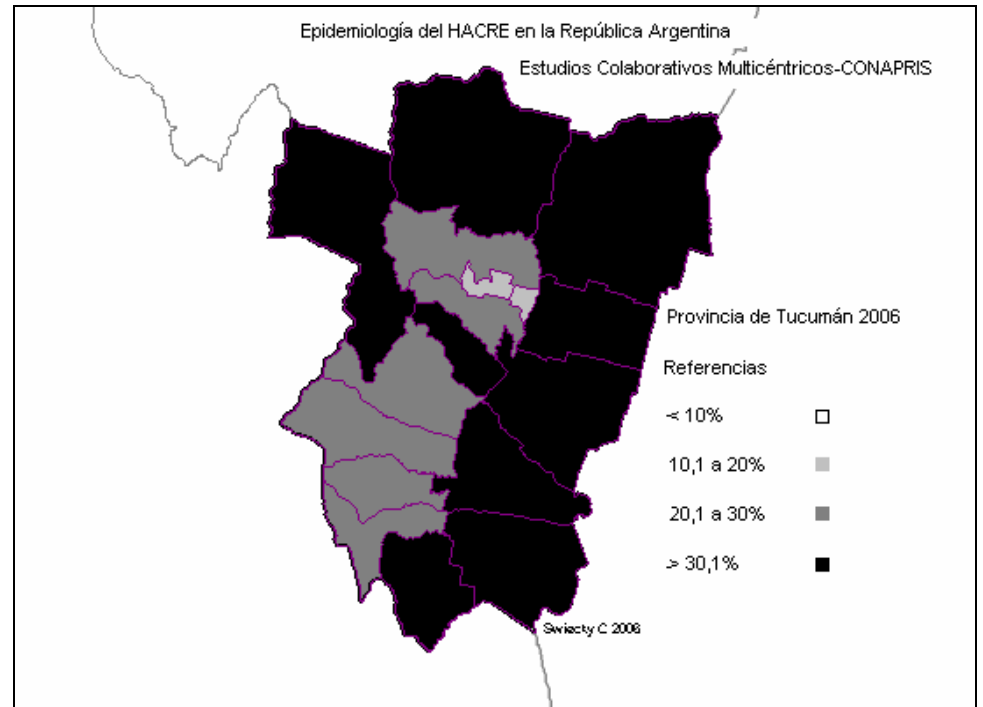 Epidemiología del HACRE en la República Argentina
Estudios Colaborativos Multicéntricos-CONAPRIS
Provincia de Tucumán 2006
Referencias
< 10%
10,1 a 20%
20,1 a 30%
> 30,1%
Swiecky C 2006